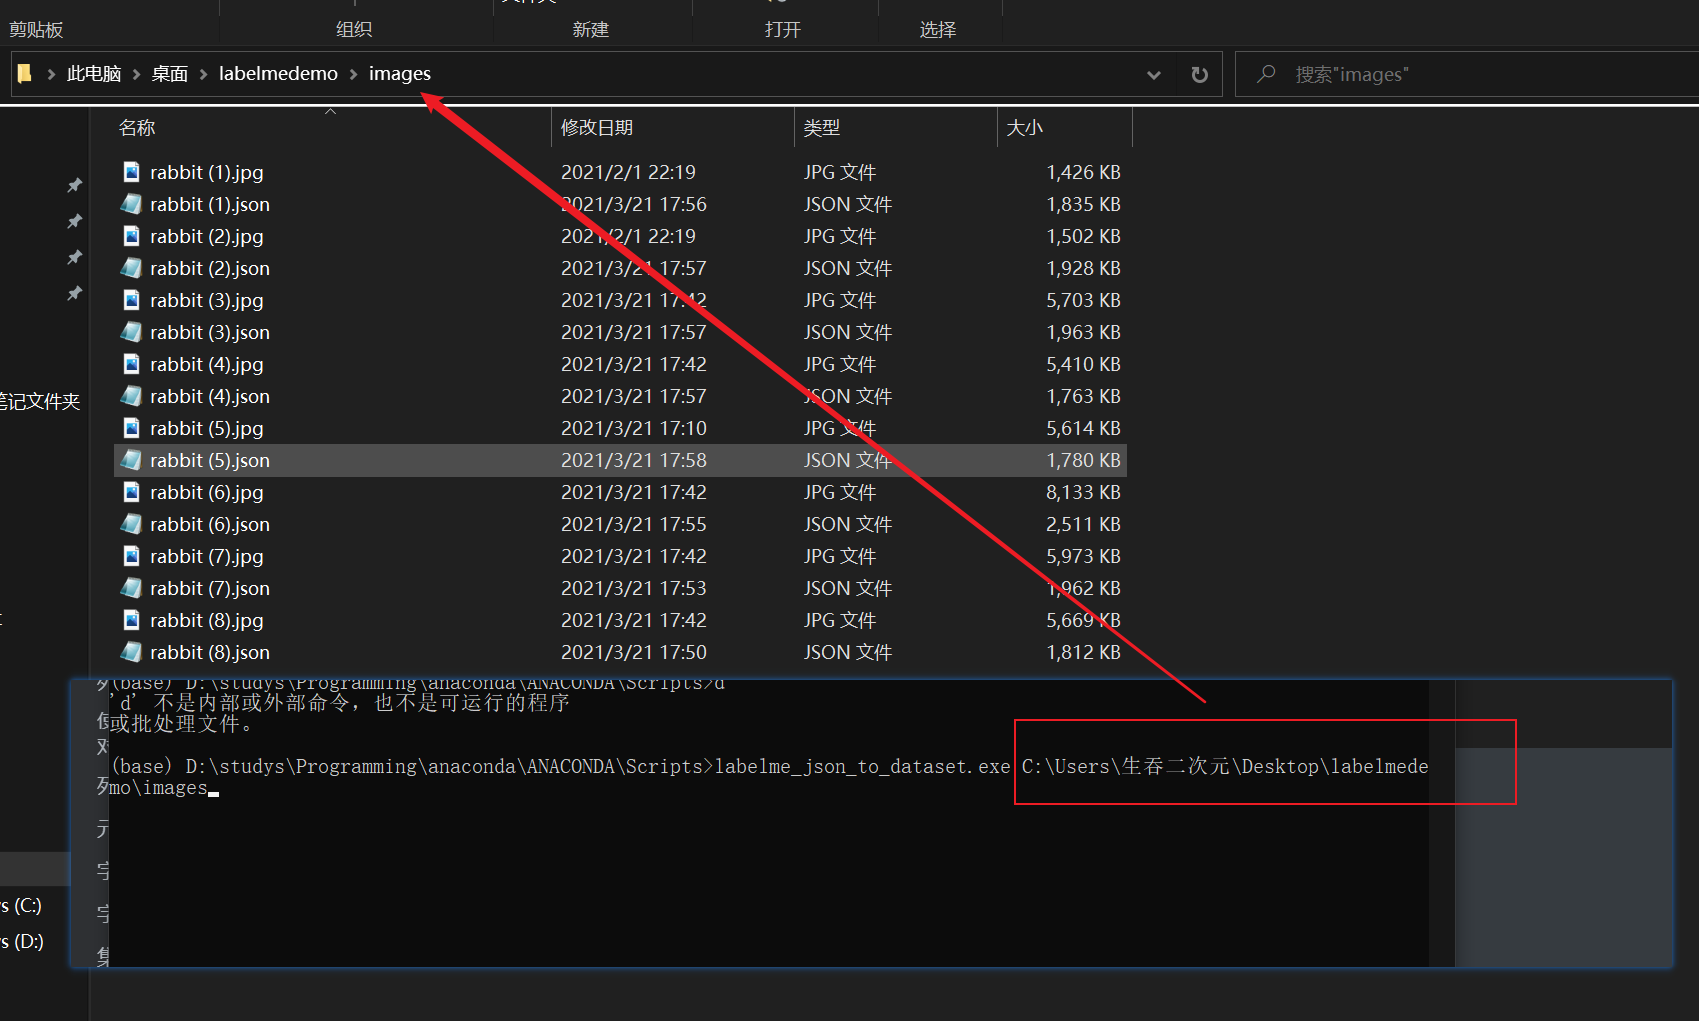 剪贴板 组织 新建 打开 选择
此电脑 桌面 labelmedemo images 搜索"images"
名称 修改日期 类型 大小
rabbit (1).jpg 2021/2/1 22:19 JPG 文件 1,426 KB
rabbit (1).json 2021/3/21 17:56 JSON 文件 1,835 KB
rabbit (2).jpg 2021/2/1 22:19 JPG 文件 1,502 KB
rabbit (2).json 2021/3/21 17:57 JSON 文件 1,928 KB
rabbit (3).jpg 2021/3/21 17:42 JPG 文件 5,703 KB
rabbit (3).json 2021/3/21 17:57 JSON 文件 1,963 KB
rabbit (4).jpg 2021/3/21 17:42 JPG 文件 5,410 KB
rabbit (4).json 2021/3/21 17:57 JSON 文件 1,763 KB
笔记文件夹
rabbit (5).jpg 2021/3/21 17:10 JPG 文件 5,614 KB
rabbit (5).json 2021/3/21 17:58 JSON 文件 1,780 KB
rabbit (6).jpg 2021/3/21 17:42 JPG 文件 8,133 KB
rabbit (6).json 2021/3/21 17:55 JSON 文件 2,511 KB
rabbit (7).jpg 2021/3/21 17:42 JPG 文件 5,973 KB
rabbit (7).json 2021/3/21 17:53 JSON 文件 1,962 KB
rabbit (8).jpg 2021/3/21 17:42 JPG 文件 5,669 KB
rabbit (8).json 2021/3/21 17:50 JSON 文件 1,812 KB
(base) D:\studys\Programming\anaconda\ANACONDA\Scripts>d
'd' 不是内部或外部命令，也不是可运行的程序
或批处理文件。
(base) D:\studys\Programming\anaconda\ANACONDA\Scripts>labelme_json_to_dataset.exe C:\Users\生吞二次元\Desktop\labelmede
mo\images
元
字
字
集
s (C:)
s (D:)